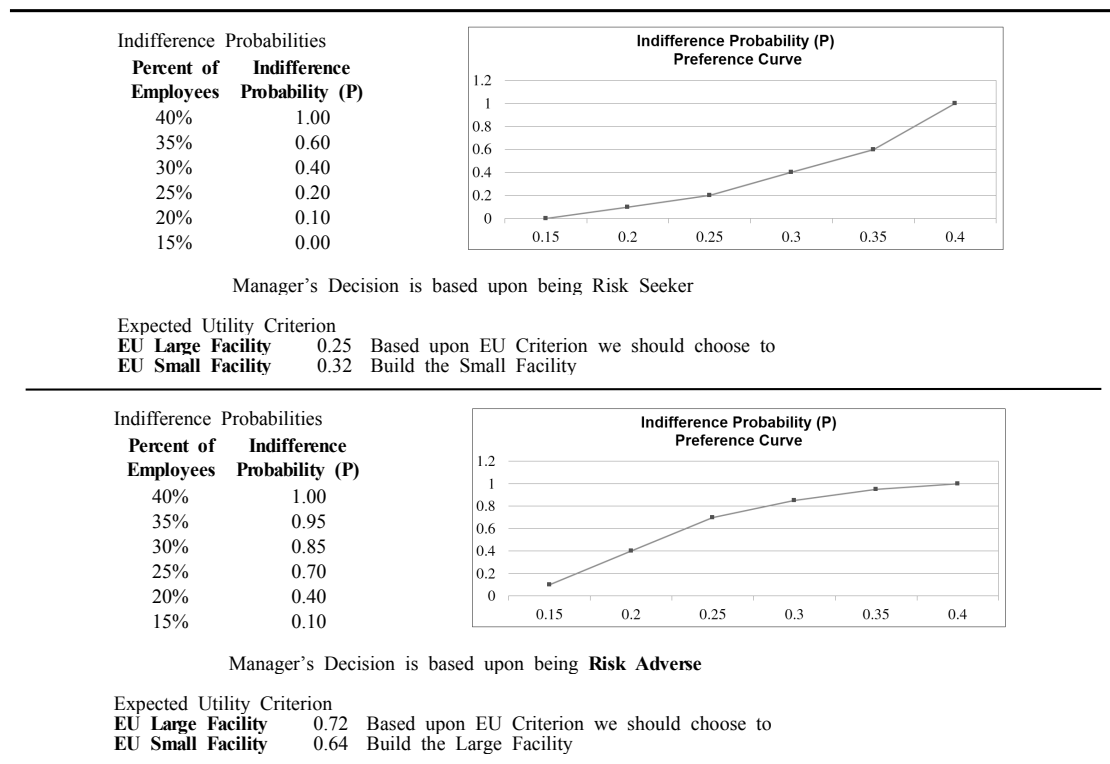 Indifference Probabilities
Percent of Indifference
Employees Probability (P)
40% 1.00
35% 0.60
30% 0.40
25% 0.20
20% 0.10
15% 0.00
Indifference Probability (P)
Preference Curve
1.2
1
0.8
0.6
0.4
0.2
0
0.15 0.2 0.25 0.3 0.35 0.4
Manager's Decision is based upon being Risk Seeker
Expected Utility Criterion
EU Large Facility 0.25 Based upon EU Criterion we should choose to
EU Small Facility 0.32 Build the Small Facility
Indifference Probabilities
Percent of Indifference
Employees Probability (P)
40% 1.00
35% 0.95
30% 0.85
25% 0.70
20% 0.40
15% 0.10
Indifference Probability (P)
Preference Curve
1.2
1
0.8
0.6
0.4
0.2
0
0.15 0.2 0.25 0.3 0.35 0.4
Manager's Decision is based upon being Risk Adverse
Expected Utility Criterion
EU Large Facility 0.72 Based upon EU Criterion we should choose to
EU Small Facility 0.64 Build the Large Facility